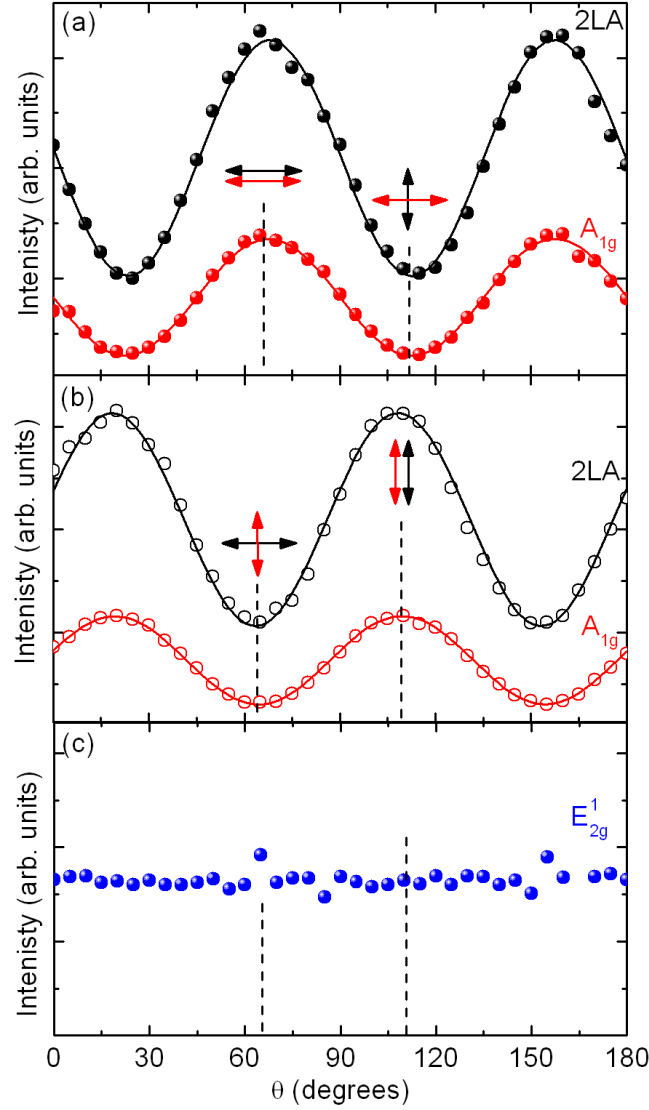 (a)
2LA
A1g
Intenisty (arb. units)
(b)
2LA
A1g
Intenisty (arb. units)
(c)
E12g
Intenisty (arb. units)
0 30 60 90 120 150 180
θ (degrees)